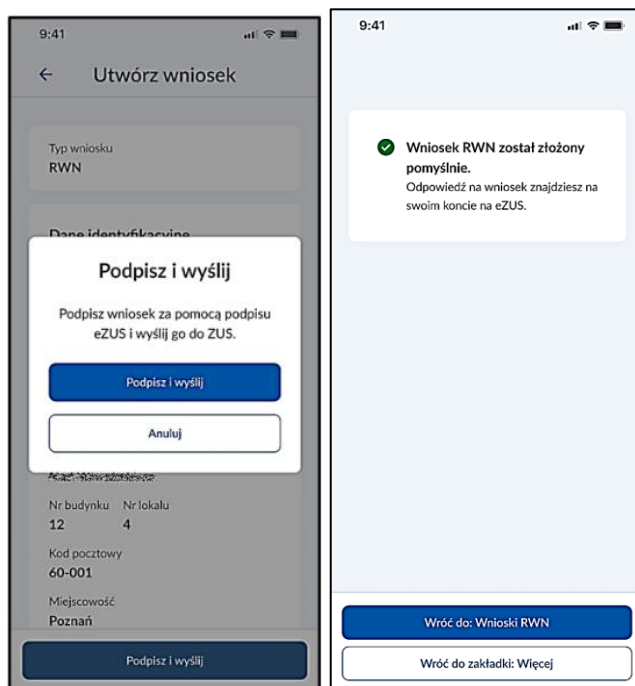 9:41
Utwórz wniosek
Typ wniosku
RWN
Dane identyfikacyjne
Podpisz i wyślij
Podpisz wniosek za pomocą podpisu
eZUS i wyślij go do ZUS.
Podpisz i wyślij
Anuluj
Nr budynku Nr lokalu
12 4
Kod pocztowy
60-001
Miejscowość
Poznań
Podpisz i wyślij
9:41
Wniosek RWN został złożony
pomyślnie.
Odpowiedź na wniosek znajdziesz na
swoim koncie na eZUS.
Wróć do: Wnioski RWN
Wróć do zakładki: Więcej